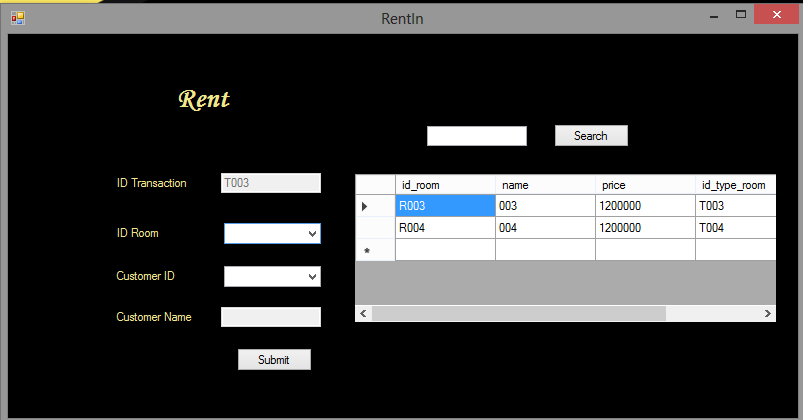 RentIn
Rent
Search
ID Transaction T003
ID Room
Customer ID
Customer Name
Submit
id_room name price id_type_room
R003 003 1200000 T003
R004 004 1200000 T004
*